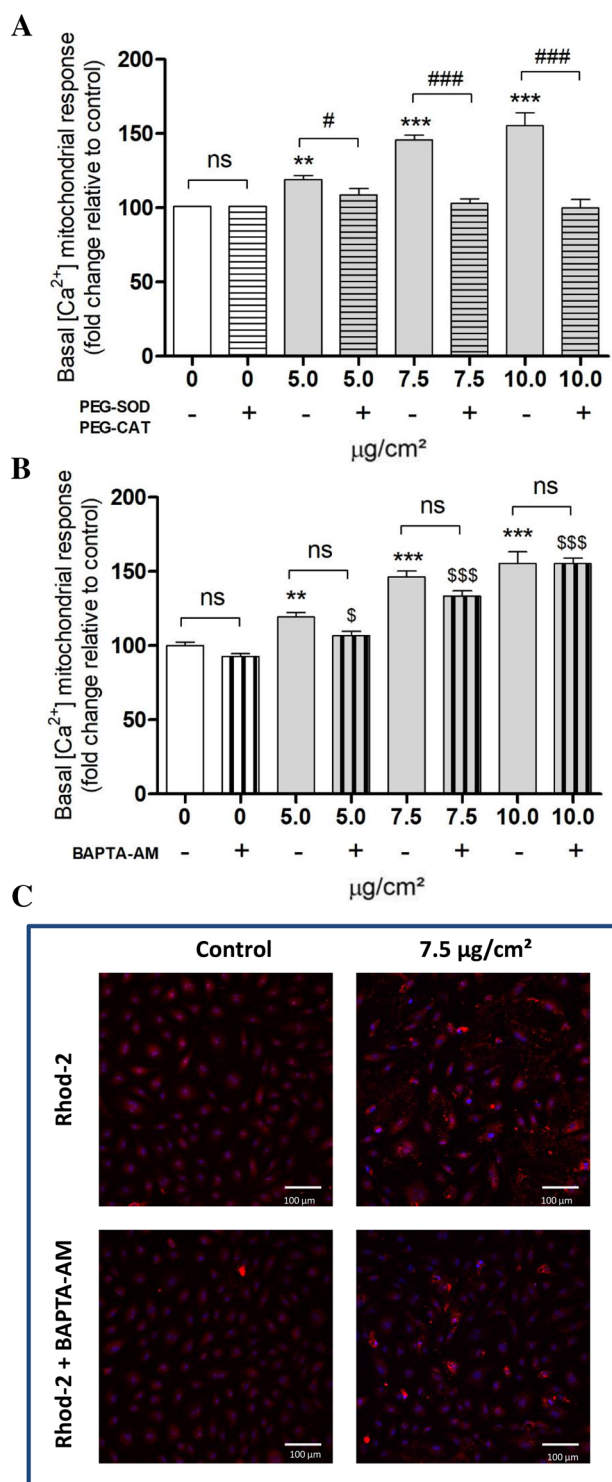 A
Basal [Ca²⁺] mitochondrial response
(fold change relative to control)
200
150
100
50
0
ns
**
#
***
###
***
###
0 0 5.0 5.0 7.5 7.5 10.0 10.0
PEG-SOD
PEG-CAT
- + - + - + - +
µg/cm²
B
Basal [Ca²⁺] mitochondrial response
(fold change relative to control)
200
150
100
50
0
ns
**
ns
$
***
ns
$$$
***
ns
$$$
0 0 5.0 5.0 7.5 7.5 10.0 10.0
BAPTA-AM - + - + - + - +
µg/cm²
C
Control 7.5 µg/cm²
Rhod-2
100 µm
100 µm
Rhod-2 + BAPTA-AM
100 µm
100 µm